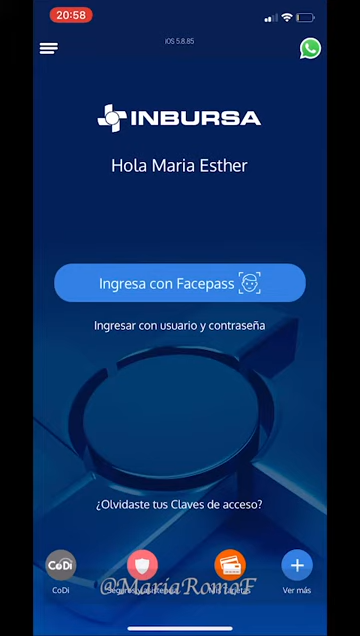 20:58
iOS 5.8.85
INBURSA
Hola Maria Esther
Ingresa con Facepass
Ingresar con usuario y contraseña
¿Olvidaste tus Claves de acceso?
CoDi
CoDi
Ver más
@MariaRomoF